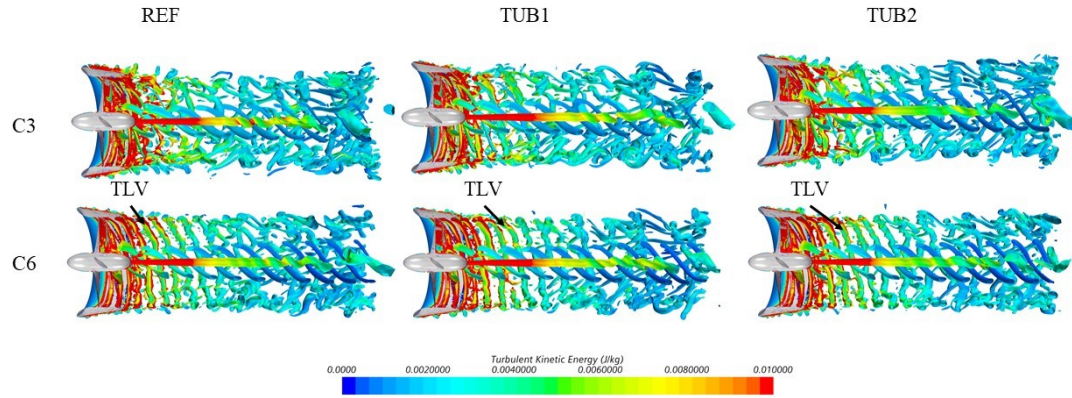 REF TUB1 TUB2
C3
TLV TLV TLV
C6
Turbulent Kinetic Energy (J/kg)
0.0000 0.0020000 0.0040000 0.0060000 0.0080000 0.010000